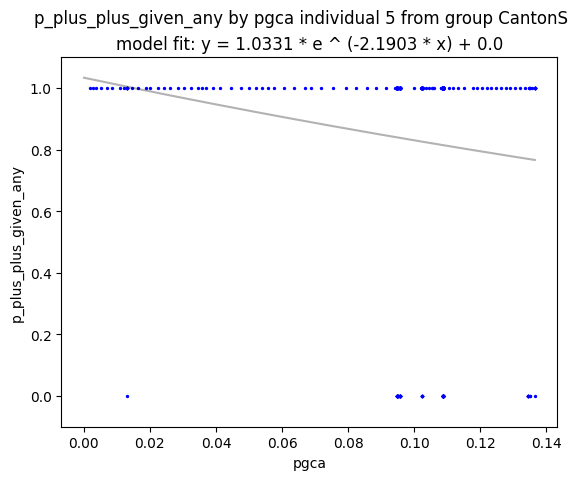 p_plus_plus_given_any by pgca individual 5 from group CantonS
model fit: y = 1.0331 * e ^ (-2.1903 * x) + 0.0
p_plus_plus_given_any
1.0
0.8
0.6
0.4
0.2
0.0
0.00 0.02 0.04 0.06 0.08 0.10 0.12 0.14
pgca